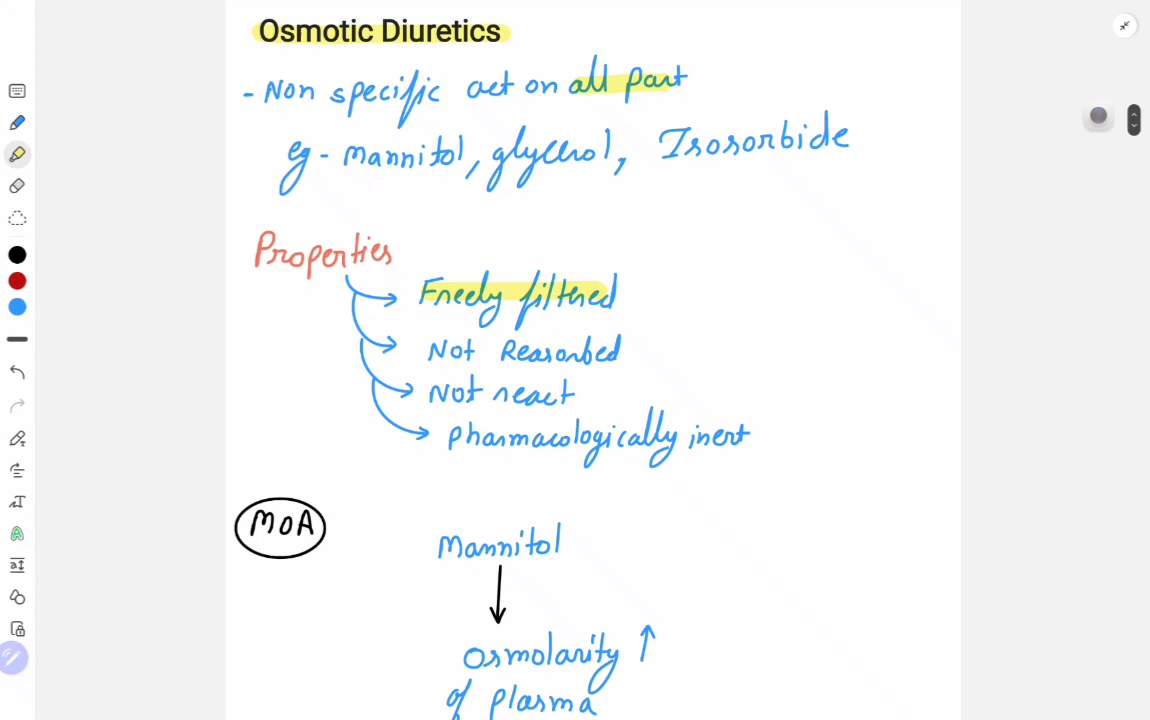 Osmotic Diuretics
- Non specific act on all part
eg - mannitol, glycerol, Isosorbide
Properties
Freely filtered
Not Reasorbed
Not react
pharmacologically inert
MOA
Mannitol
Osmolarity ↑
of plasma